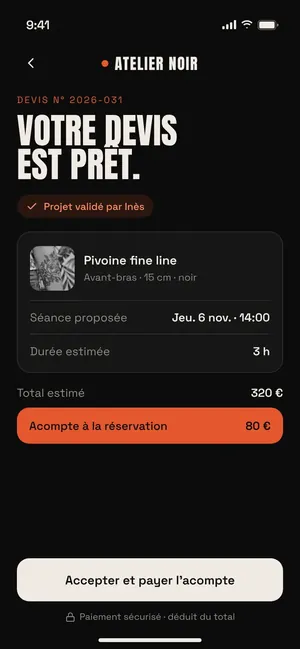 9:41
ATELIER NOIR
DEVIS N° 2026-031
VOTRE DEVIS
EST PRÊT.
Projet validé par Inès
Pivoine fine line
Avant-bras · 15 cm · noir
Séance proposée Jeu. 6 nov. · 14:00
Durée estimée 3 h
Total estimé 320 €
Acompte à la réservation 80 €
Accepter et payer l'acompte
Paiement sécurisé · déduit du total